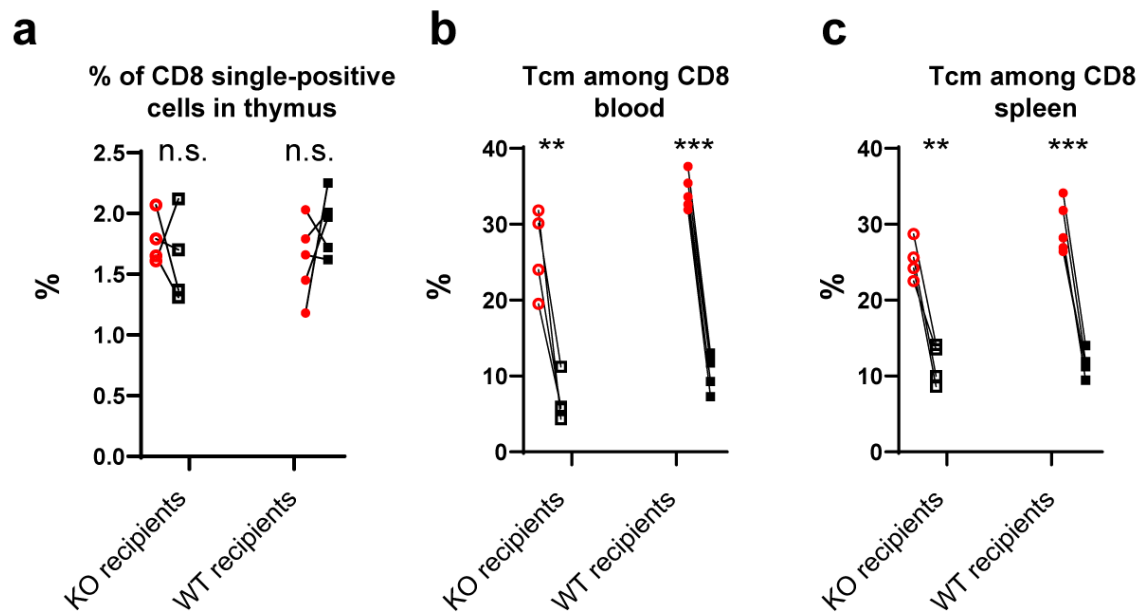 a
% of CD8 single-positive
cells in thymus
n.s.
n.s.
2.5
2.0
1.5
1.0
0.5
0.0
%
KO recipients
WT recipients
b
Tcm among CD8
blood
**
***
40
30
20
10
0
%
KO recipients
WT recipients
c
Tcm among CD8
spleen
**
***
40
30
20
10
0
%
KO recipients
WT recipients